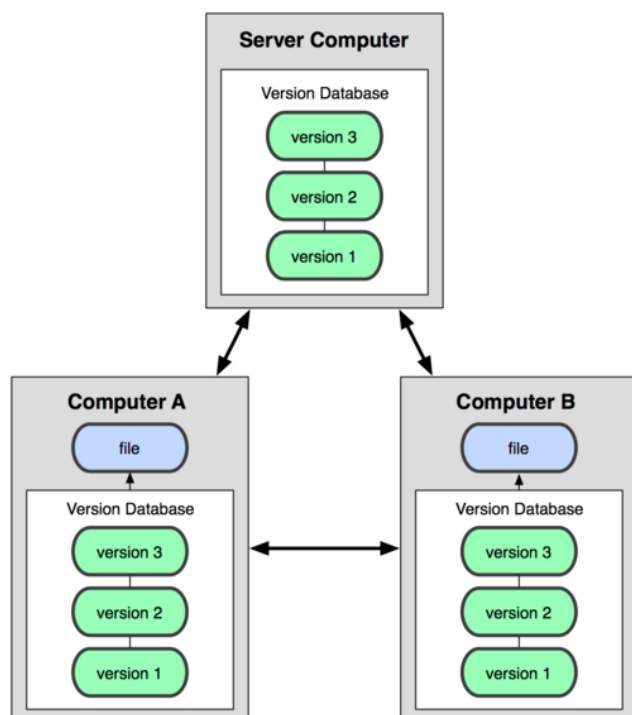 Server Computer
Version Database
version 3
version 2
version 1
Computer A
file
Version Database
version 3
version 2
version 1
Computer B
file
Version Database
version 3
version 2
version 1